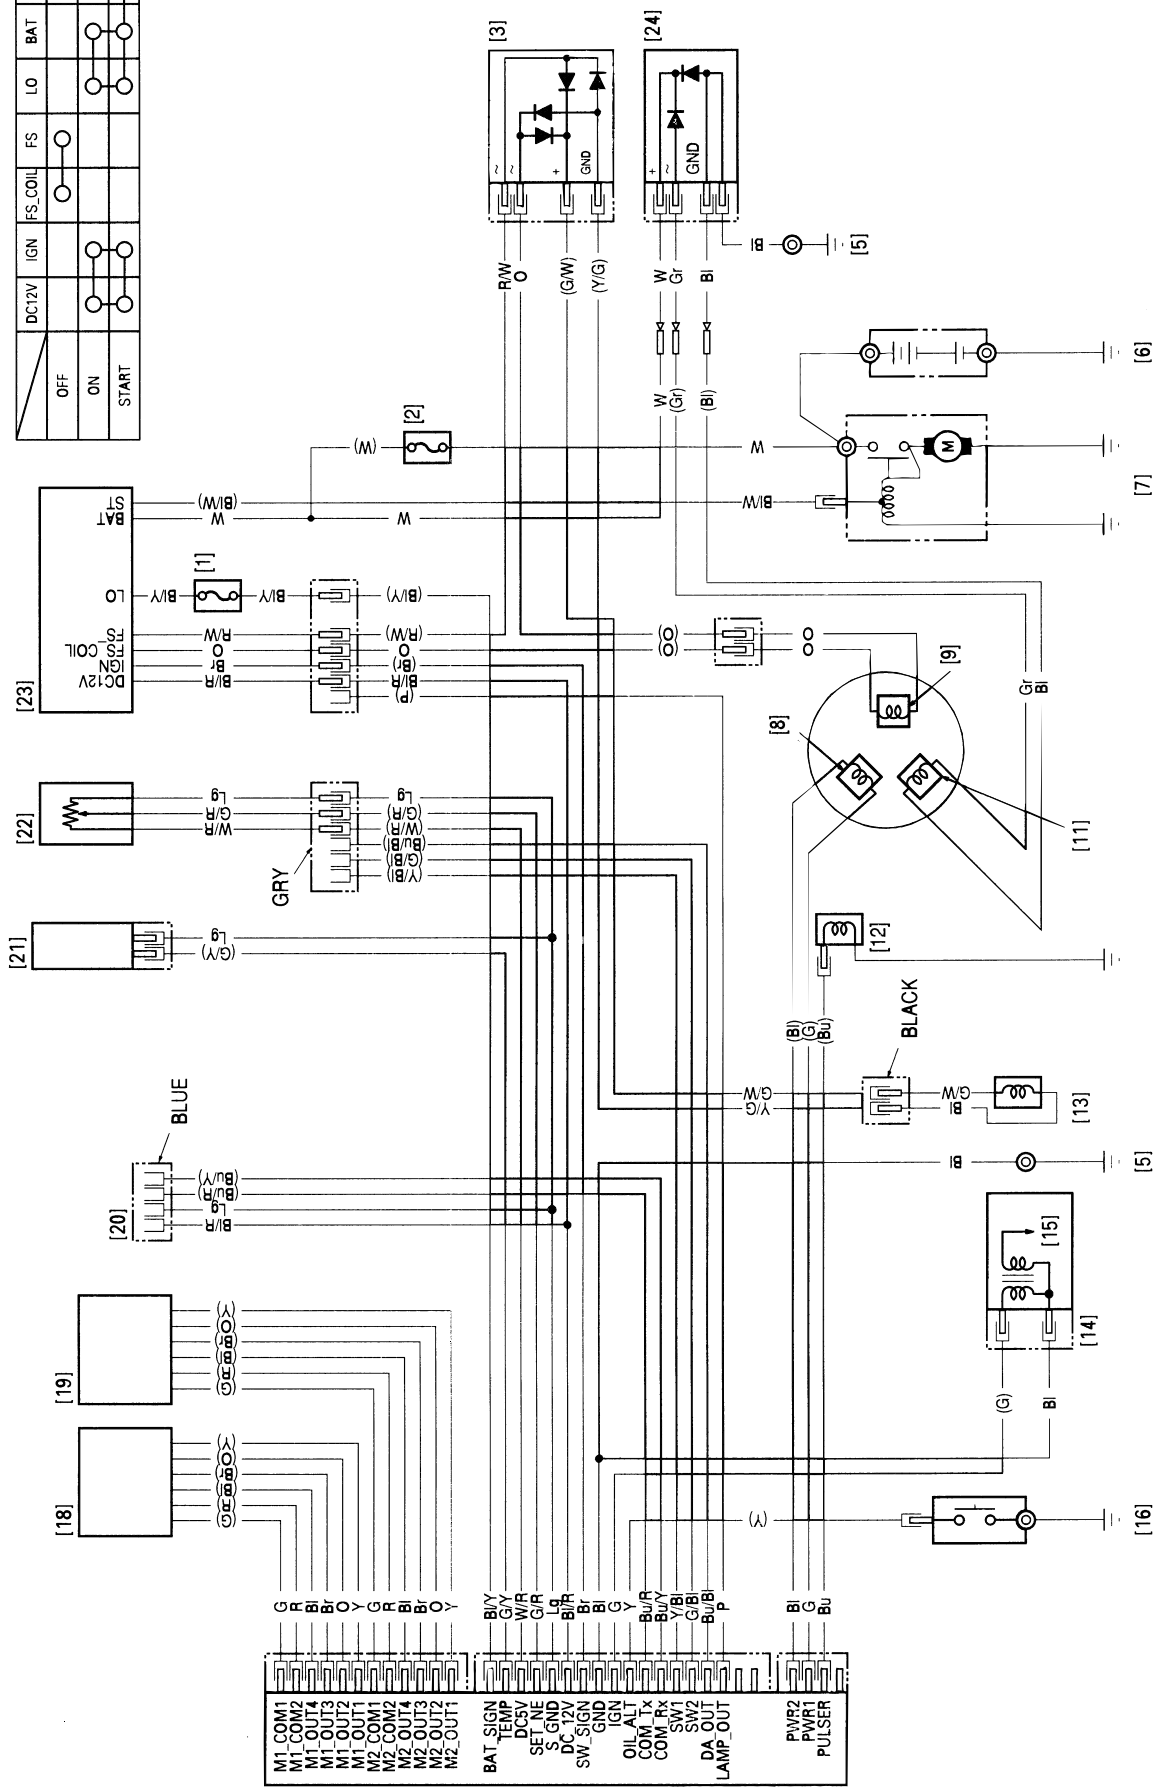 DC12V IGN FS_COIL FS LO BAT
OFF
ON
START
[3]
[24]
~
~
+
GND
+
~
GND
R/W
O
(G/W)
(Y/G)
W
Gr
Bl
Bl
[5]
W
(Gr)
(Bl)
[2]
(W)
W
[6]
[7]
M
Bl/W
[23]
ST
BAT
LO
FS
FS_COIL
IGN
DC12V
(Bl/W)
W
W
[1]
Bl/Y
Bl/Y
(Bl/Y)
R/W
(R/W)
O
O
Br
(Br)
Bl/R
Bl/R
(P)
(O)
(O)
O
O
[9]
[8]
Gr
Bl
[11]
[22]
Lg
G/R
W/R
GRY
Lg
(G/R)
(W/R)
(Bu/Bl)
(G/Bl)
(Y/Bl)
[21]
Lg
(G/Y)
[12]
(Bl)
G
(Bu)
BLACK
G/W
Y/G
G/W
Bl
[13]
BLUE
[20]
(Bu/Y)
(Bu/R)
Lg
Bl/R
Bl
[5]
[15]
[14]
(G)
Bl
[19]
(Y)
(O)
(Br)
(Bl)
R
(G)
[18]
(Y)
(O)
(Br)
(Bl)
R
(G)
(Y)
[16]
G
R
Bl
Br
O
Y
G
R
Bl
Br
O
Y
Bl/Y
G/Y
W/R
G/R
Lg
Bl/R
Br
Bl
G
Y
Bu/R
Bu/Y
Y/Bl
G/Bl
Bu/Bl
P
Bl
G
Bu
M1_COM1
M1_COM2
M1_OUT4
M1_OUT3
M1_OUT2
M1_OUT1
M2_COM1
M2_COM2
M2_OUT4
M2_OUT3
M2_OUT2
M2_OUT1
BAT_SIGN
TEMP
DC5V
SET_NE
S_GND
DC_12V
SW_SIGN
GND
IGN
OIL_ALT
COM_Tx
COM_Rx
SW1
SW2
DA_OUT
LAMP_OUT
PWR2
PWR1
PULSER